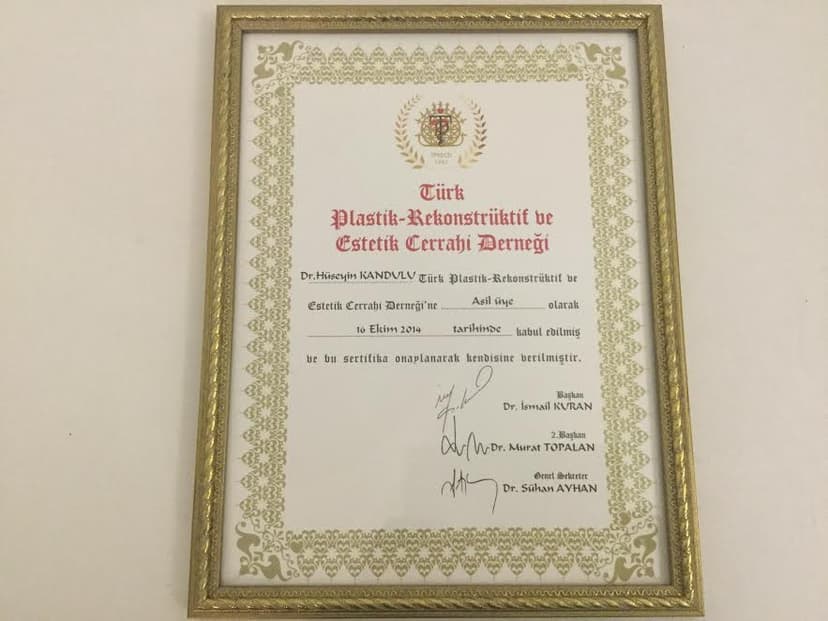 Türk
Plastik-Rekonstrüktif ve
Estetik Cerrahi Derneği
Dr.Hüseyin KANDULU Türk Plastik-Rekonstrüktif ve
Estetik Cerrahi Derneği'ne Asil üye olarak
16 Ekim 2014 tarihinde kabul edilmiş
ve bu sertifika onaylanarak kendisine verilmiştir.
Başkan
Dr. İsmail KURAN
2.Başkan
Dr. Murat TOPALAN
Genel Sekreter
Dr. Sühan AYHAN